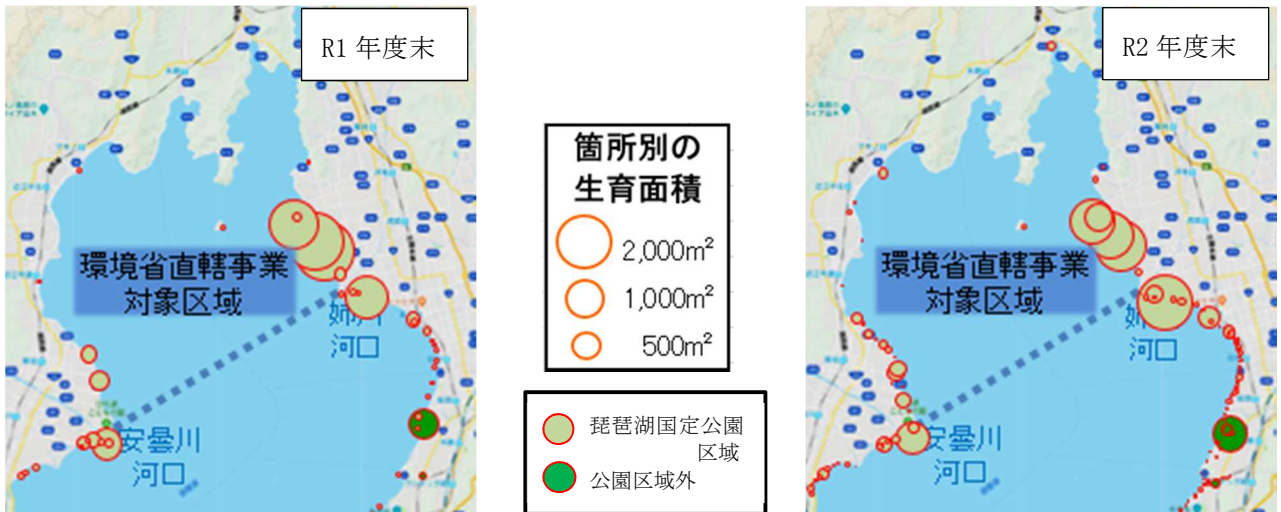 R1 年度末
環境省直轄事業
対象区域
姉川
河口
安曇川
河口
箇所別の
生育面積
2,000m²
1,000m²
500m²
琵琶湖国定公園
区域
公園区域外
R2 年度末
環境省直轄事業
対象区域
河口
安曇川
河口